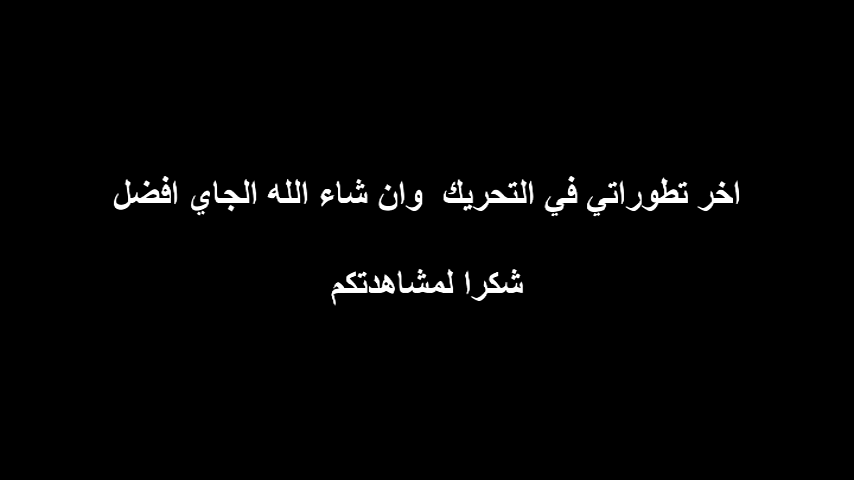 اخر تطوراتي في التحريك  وان شاء الله الجاي افضل
شكرا لمشاهدتكم